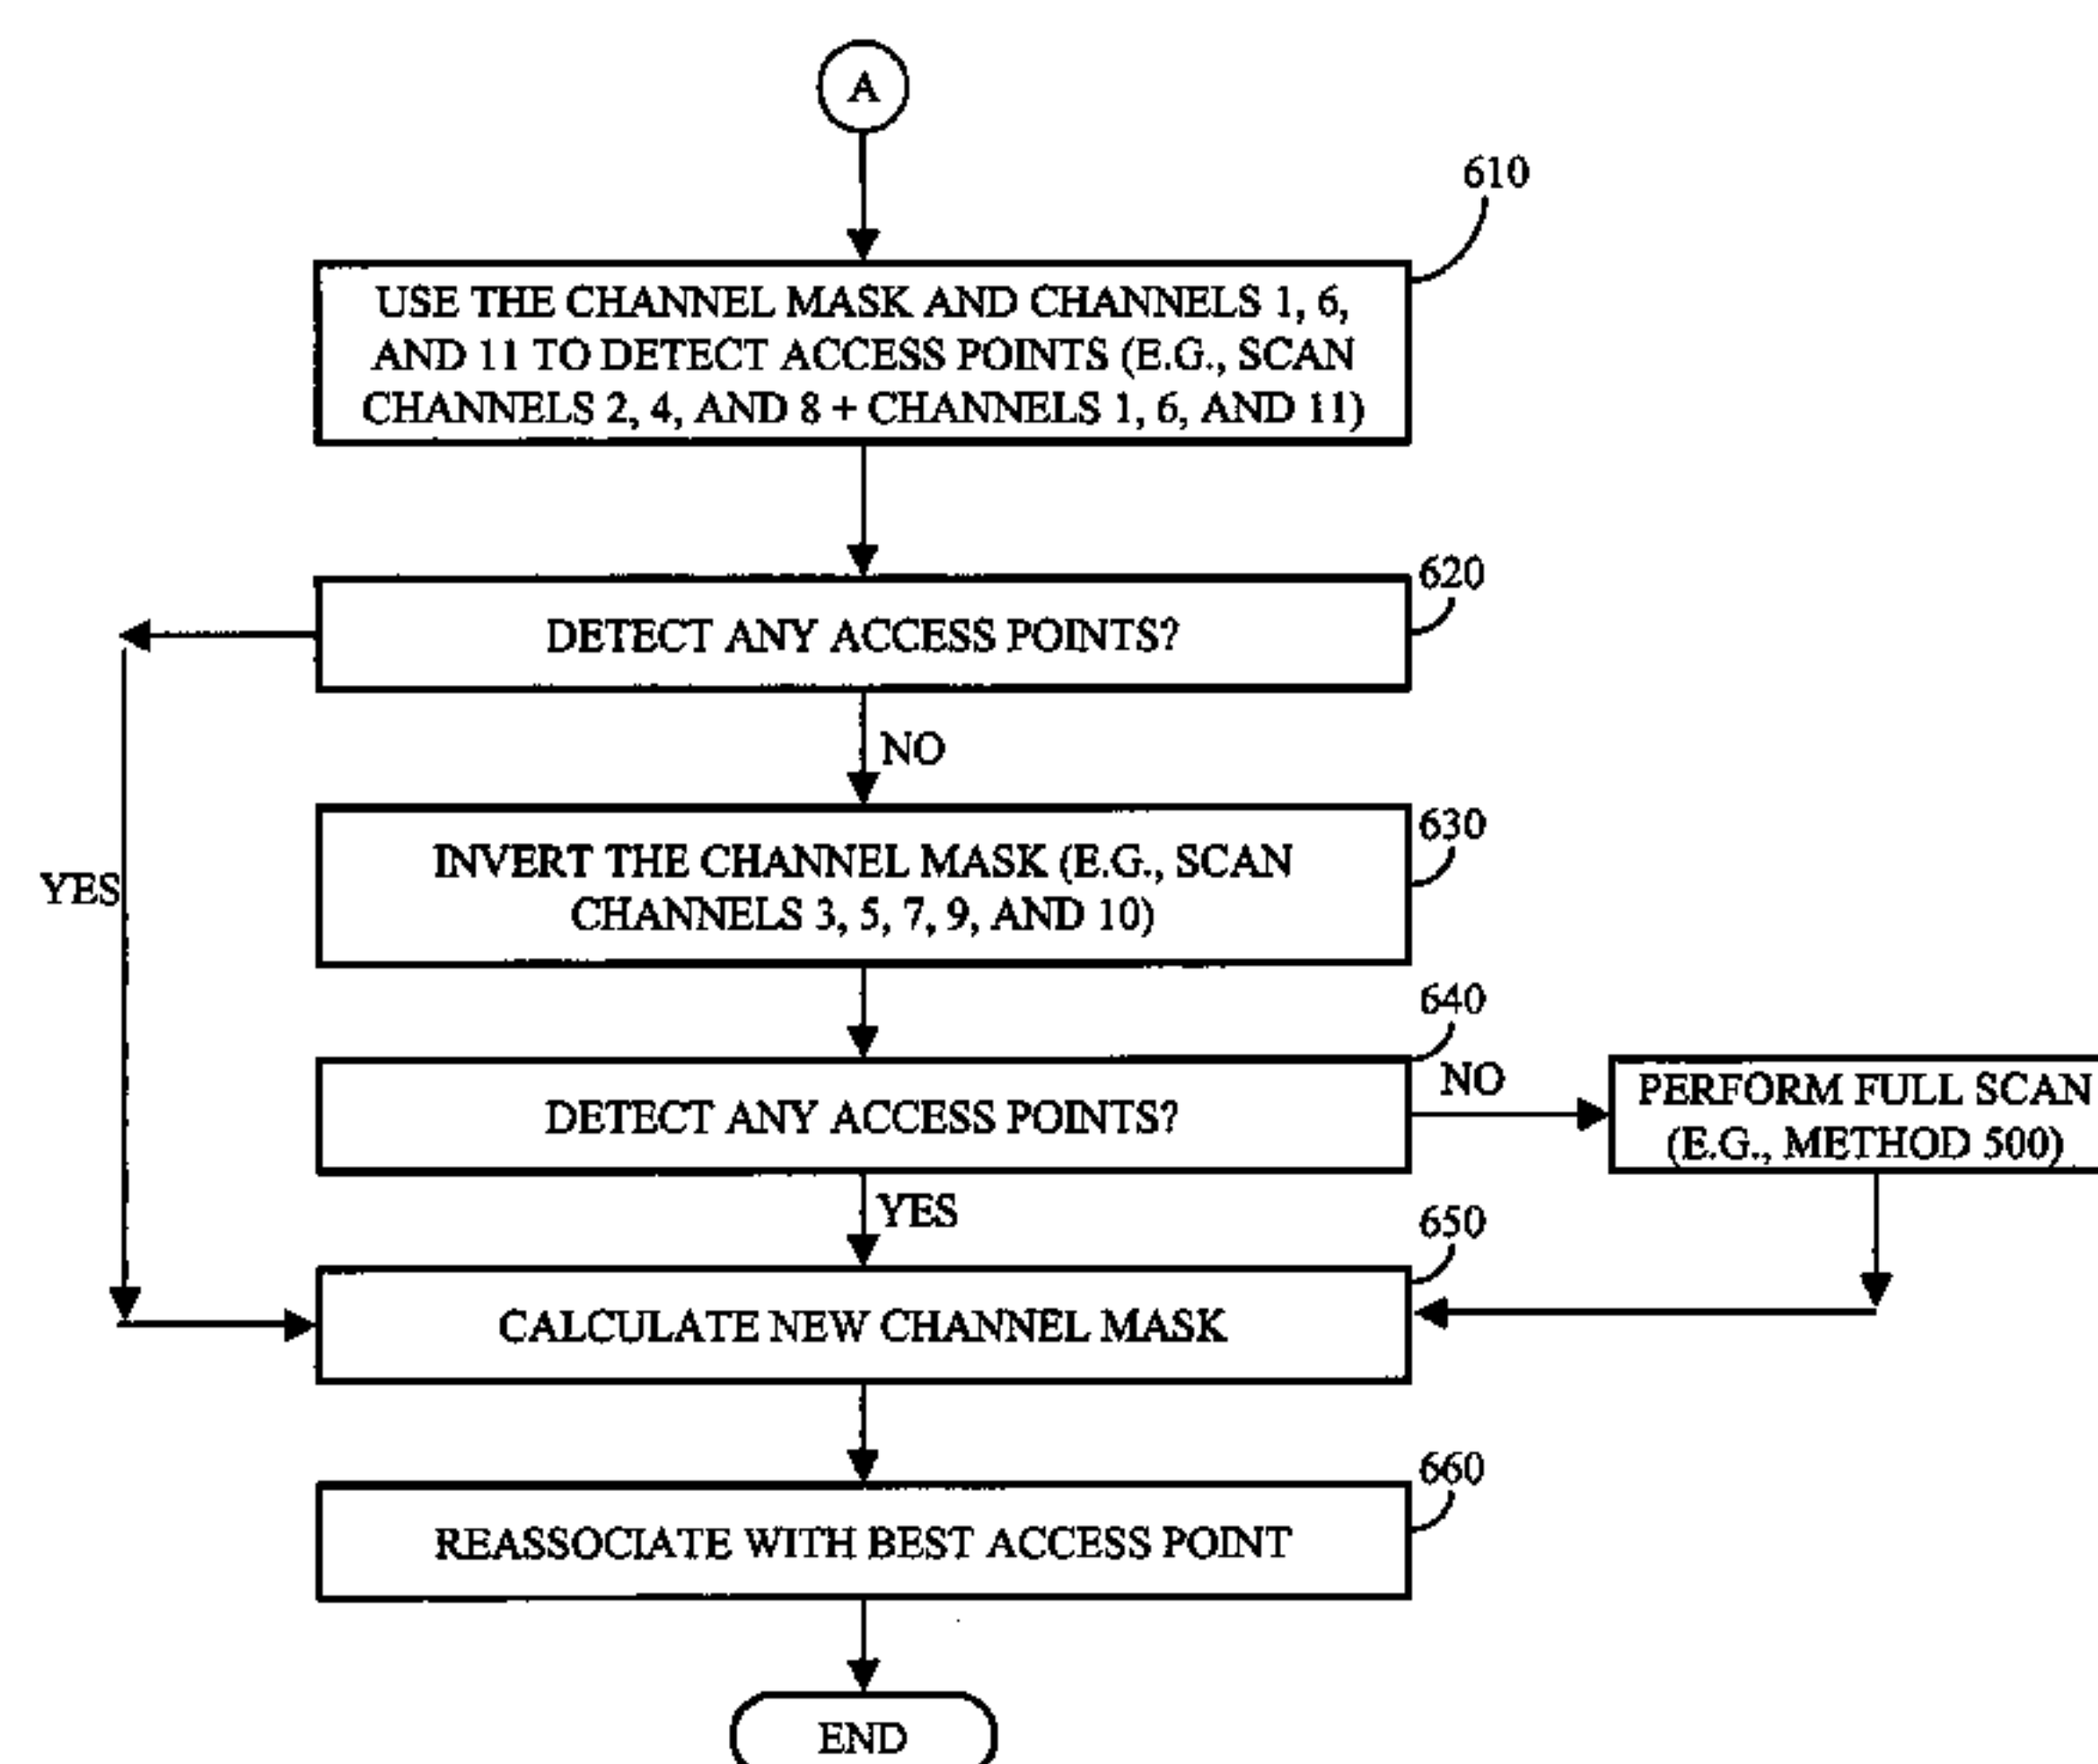 A
610
USE THE CHANNEL MASK AND CHANNELS 1, 6,
AND 11 TO DETECT ACCESS POINTS (E.G., SCAN
CHANNELS 2, 4, AND 8 + CHANNELS 1, 6, AND 11)
620
DETECT ANY ACCESS POINTS?
NO
YES
630
INVERT THE CHANNEL MASK (E.G., SCAN
CHANNELS 3, 5, 7, 9, AND 10)
640
DETECT ANY ACCESS POINTS?
NO
PERFORM FULL SCAN
(E.G., METHOD 500)
YES
650
CALCULATE NEW CHANNEL MASK
660
REASSOCIATE WITH BEST ACCESS POINT
END